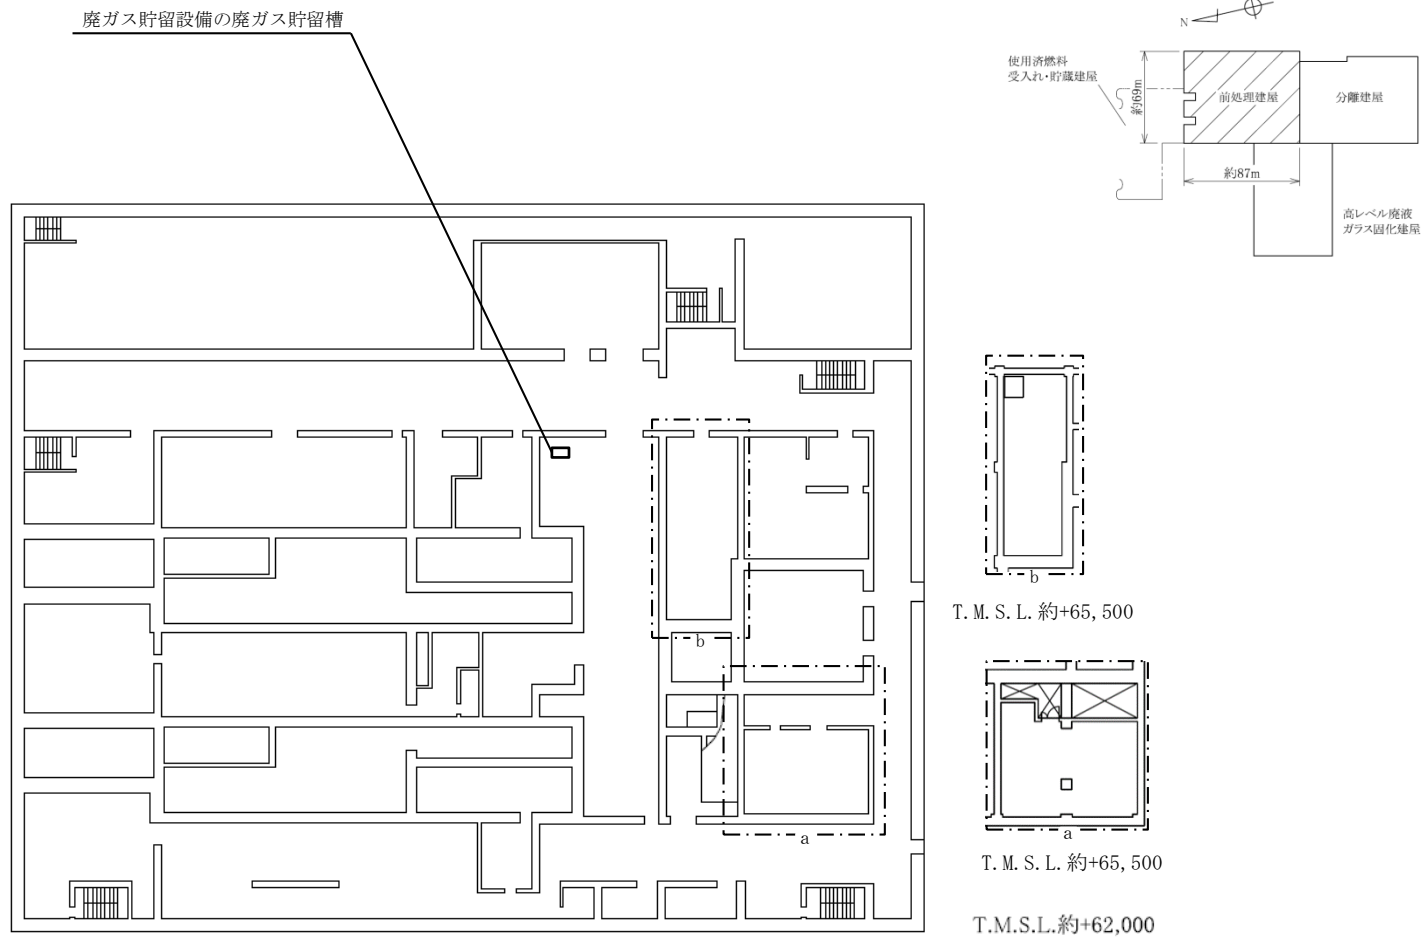 廃ガス貯留設備の廃ガス貯留槽
N
使用済燃料
受入れ・貯蔵建屋
約69m
前処理建屋
分離建屋
約87m
高レベル廃液
ガラス固化建屋
b
T.M.S.L.約+65,500
b
a
a
T.M.S.L.約+65,500
T.M.S.L.約+62,000